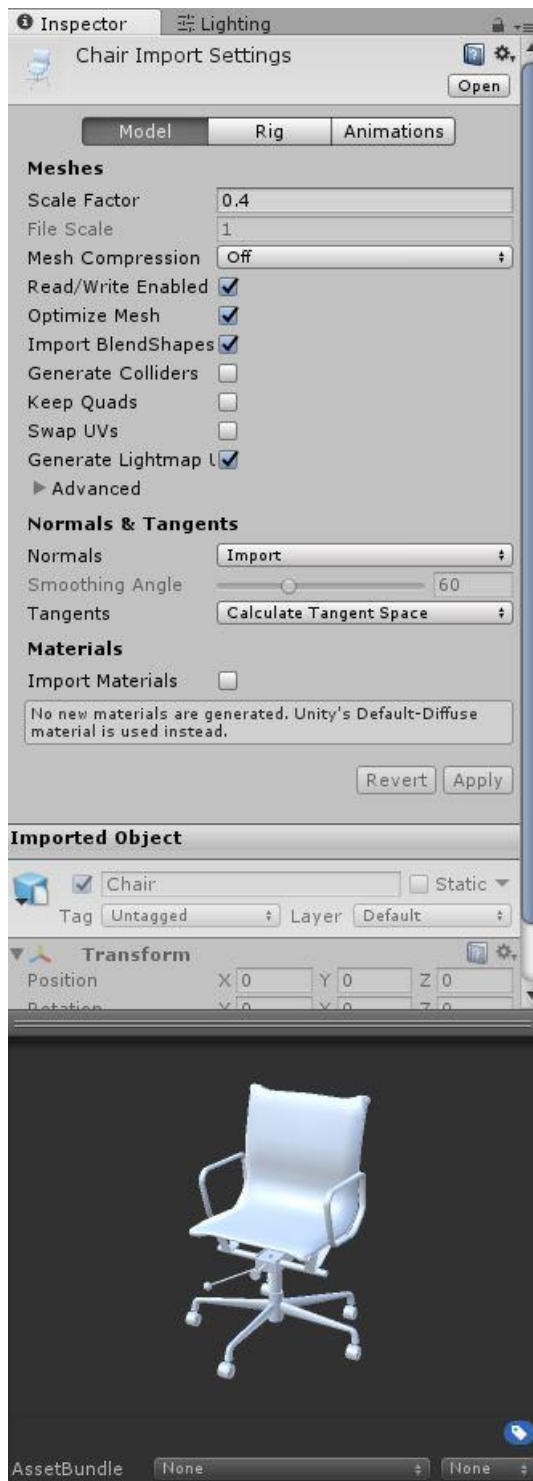 Inspector Lighting
Chair Import Settings
Open
Model Rig Animations
Meshes
Scale Factor 0.4
File Scale 1
Mesh Compression Off
Read/Write Enabled
Optimize Mesh
Import BlendShapes
Generate Colliders
Keep Quads
Swap UVs
Generate Lightmap U
Advanced
Normals & Tangents
Normals Import
Smoothing Angle 60
Tangents Calculate Tangent Space
Materials
Import Materials
No new materials are generated. Unity's Default-Diffuse
material is used instead.
Revert Apply
Imported Object
Chair Static
Tag Untagged Layer Default
Transform
Position X 0 Y 0 Z 0
Rotation X 0 Y 0 Z 0
AssetBundle None None